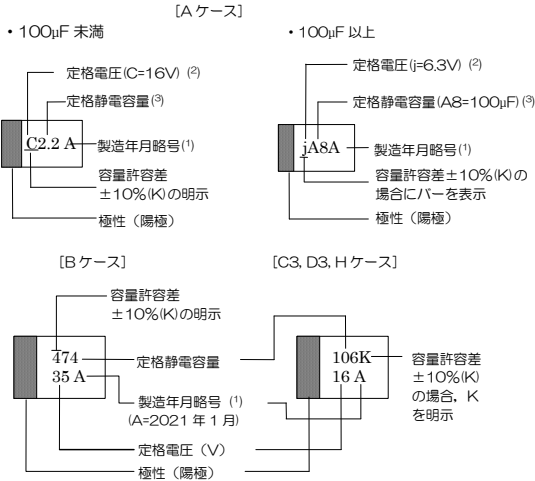 [Aケース]
・100μF 未満
・100μF 以上
定格電圧(C=16V) (2)
定格静電容量(3)
C2.2 A
製造年月略号(1)
容量許容差
±10%(K)の明示
極性（陽極）
定格電圧(j=6.3V) (2)
定格静電容量(A8=100μF)(3)
jA8A
製造年月略号(1)
容量許容差±10%(K)の
場合にバーを表示
極性（陽極）
[Bケース]
[C3, D3, Hケース]
容量許容差
±10%(K)の明示
474
35 A
定格静電容量
製造年月略号 (1)
(A=2021 年 1 月)
定格電圧（V）
極性（陽極）
106K
16 A
容量許容差
±10%(K)
の場合，K
を明示